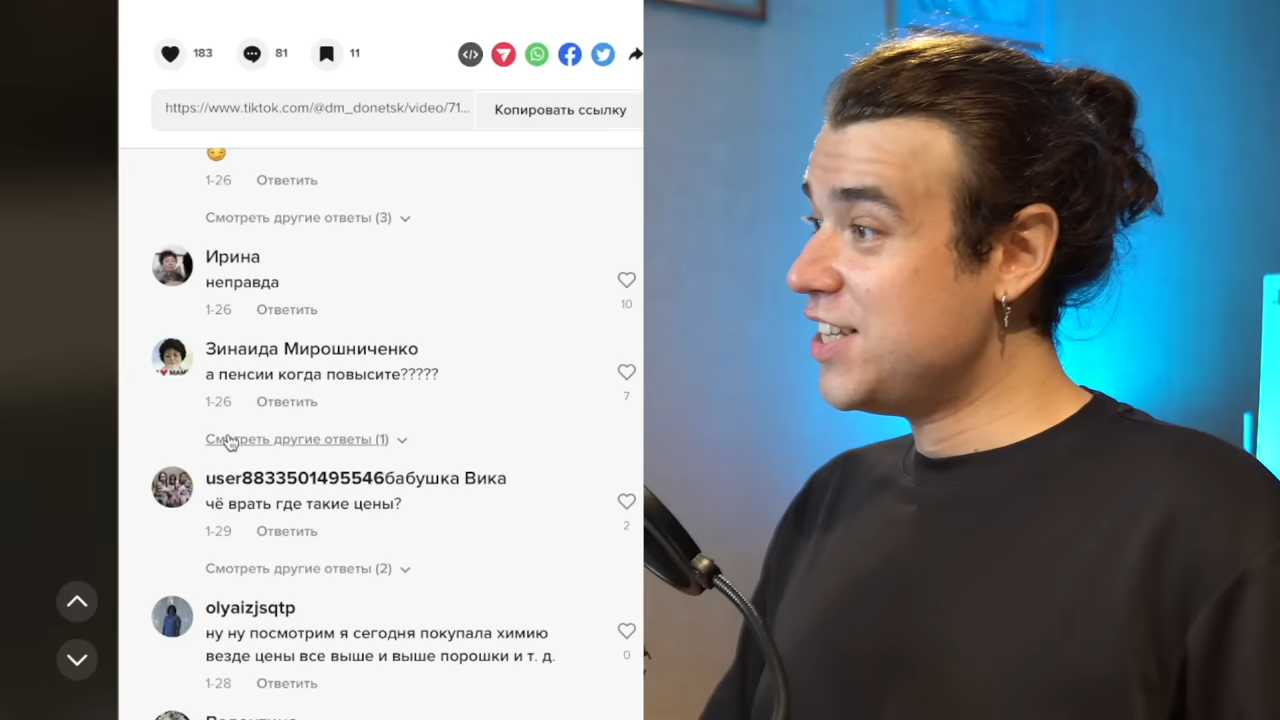 183 81 11
https://www.tiktok.com/@dm_donetsk/video/71... Копировать ссылку
1-26 Ответить
Смотреть другие ответы (3)
Ирина
неправда
10
1-26 Ответить
Зинаида Мирошниченко
а пенсии когда повысите?????
7
1-26 Ответить
Смотреть другие ответы (1)
user8833501495546бабушка Вика
чё врать где такие цены?
2
1-29 Ответить
Смотреть другие ответы (2)
olyaizjsqtp
ну ну посмотрим я сегодня покупала химию
везде цены все выше и выше порошки и т. д.
0
1-28 Ответить